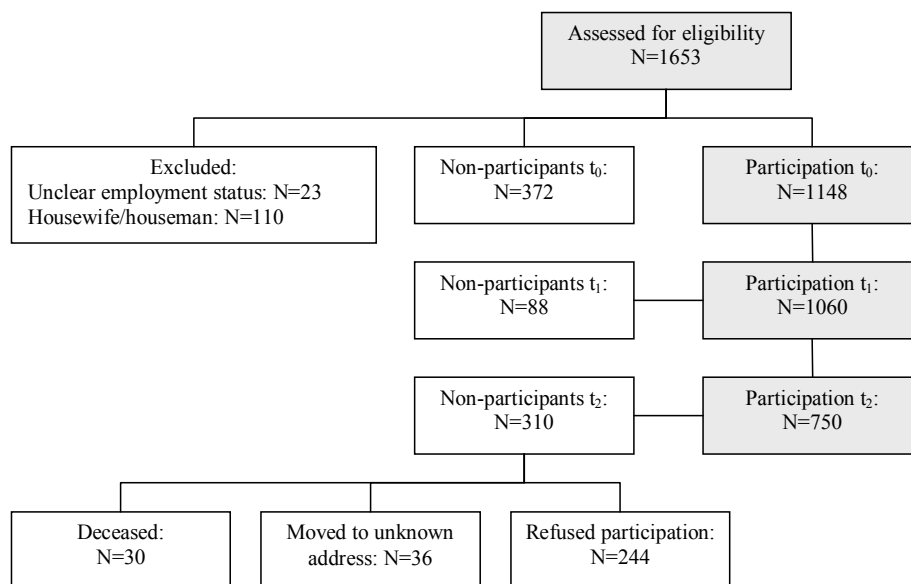 Assessed for eligibility
N=1653
Excluded:
Unclear employment status: N=23
Housewife/houseman: N=110
Non-participants t₀:
N=372
Participation t₀:
N=1148
Non-participants t₁:
N=88
Participation t₁:
N=1060
Non-participants t₂:
N=310
Participation t₂:
N=750
Deceased:
N=30
Moved to unknown
address: N=36
Refused participation:
N=244